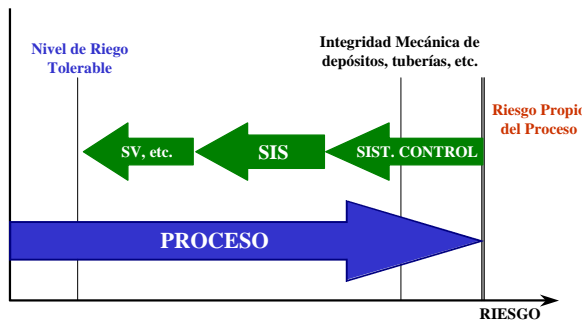 Nivel de Riego
Tolerable
Integridad Mecánica de
depósitos, tuberías, etc.
Riesgo Propio
del Proceso
SV, etc.
SIS
SIST. CONTROL
PROCESO
RIESGO